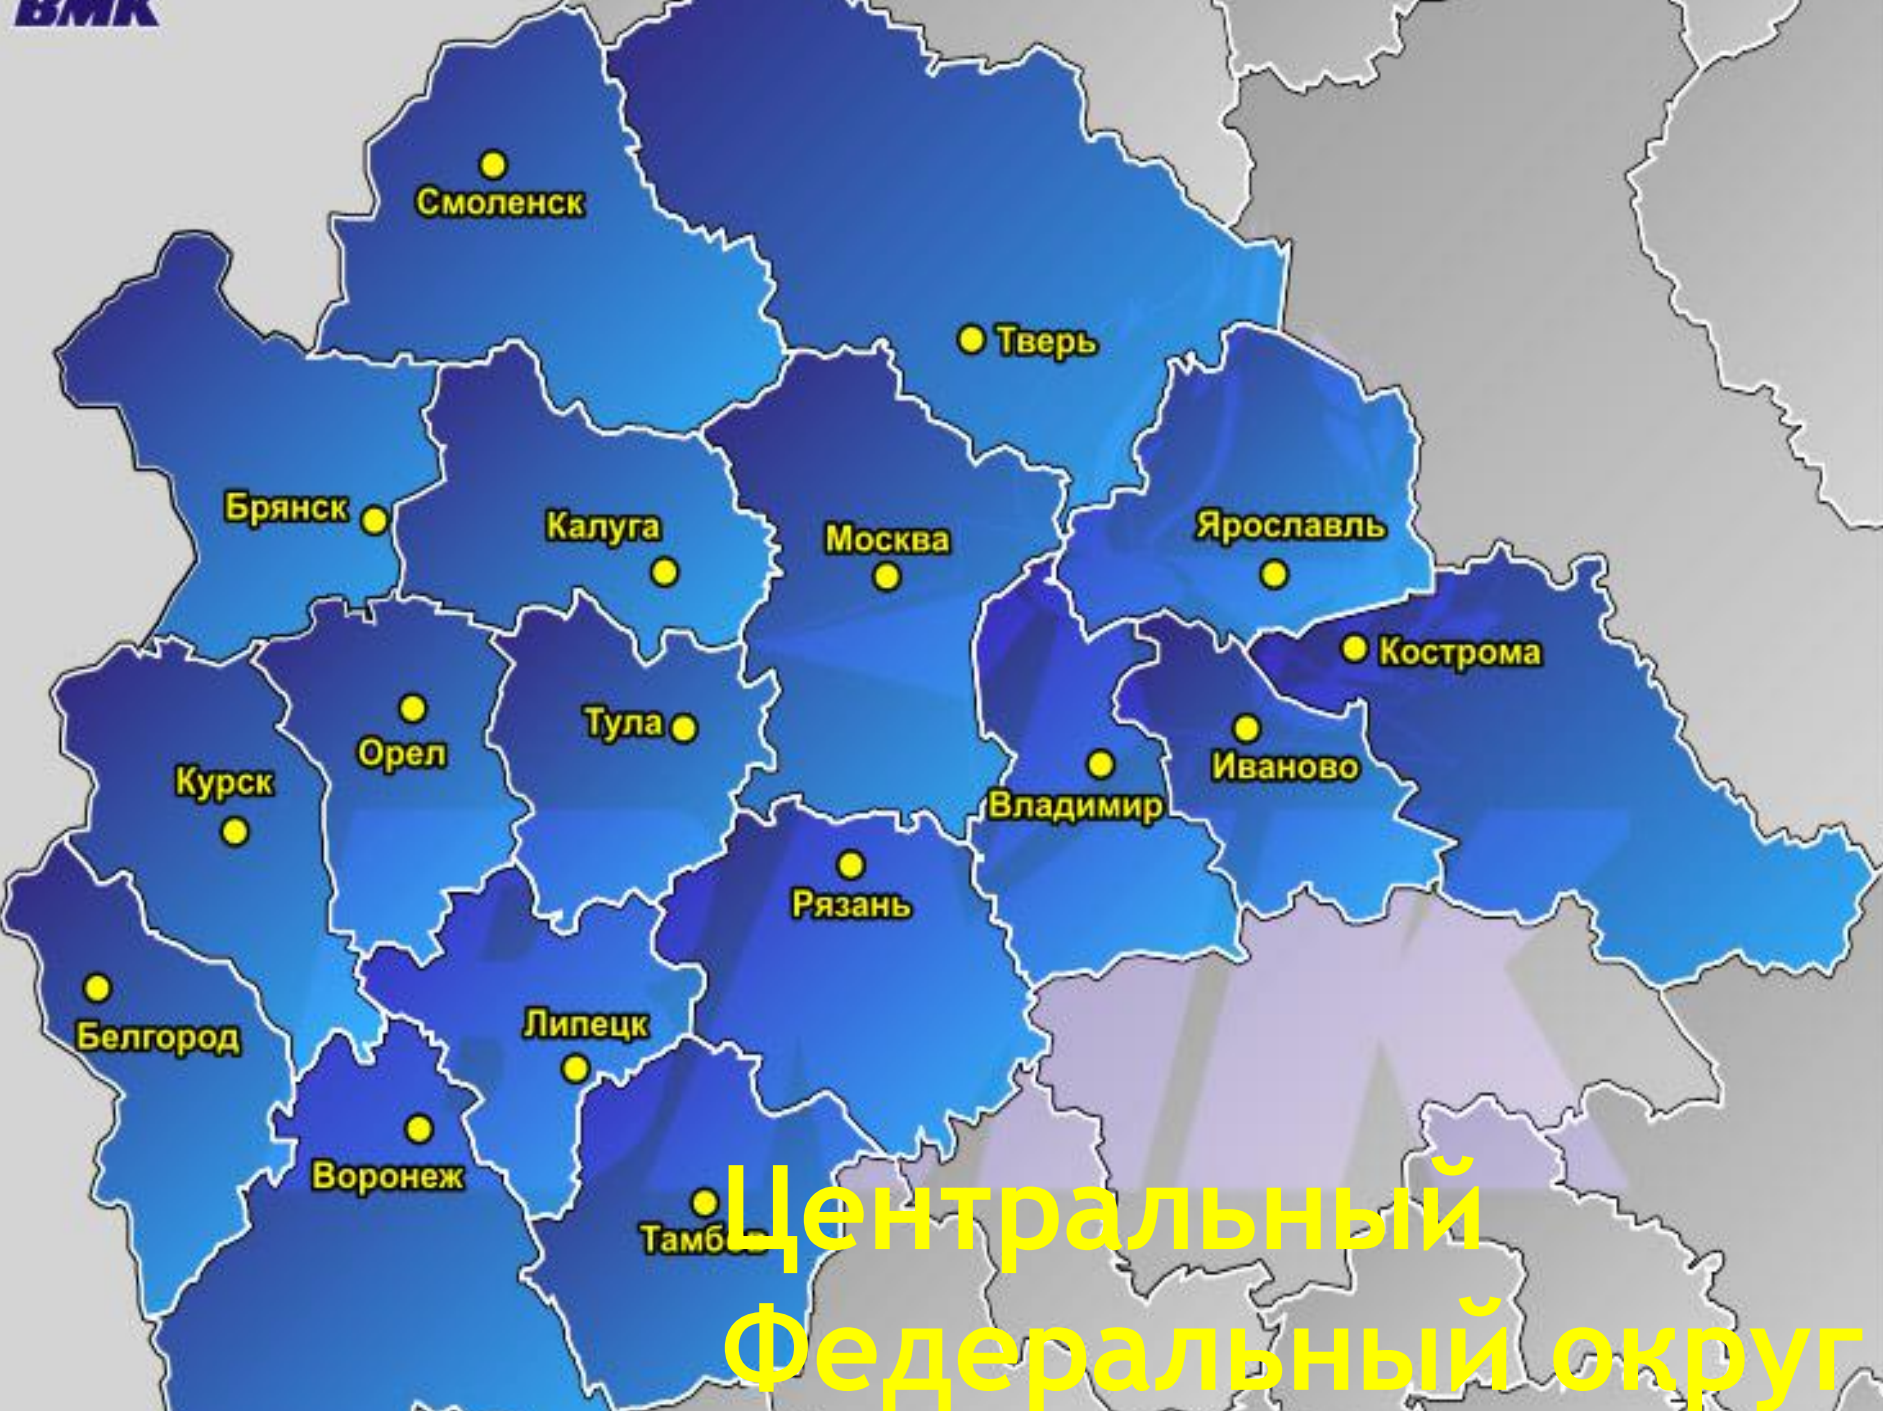 ВМК
Смоленск
Тверь
Брянск
Калуга
Москва
Ярославль
Кострома
Орел
Тула
Иваново
Курск
Владимир
Рязань
Белгород
Липецк
Воронеж
Тамбов
Центральный
Федеральный округ